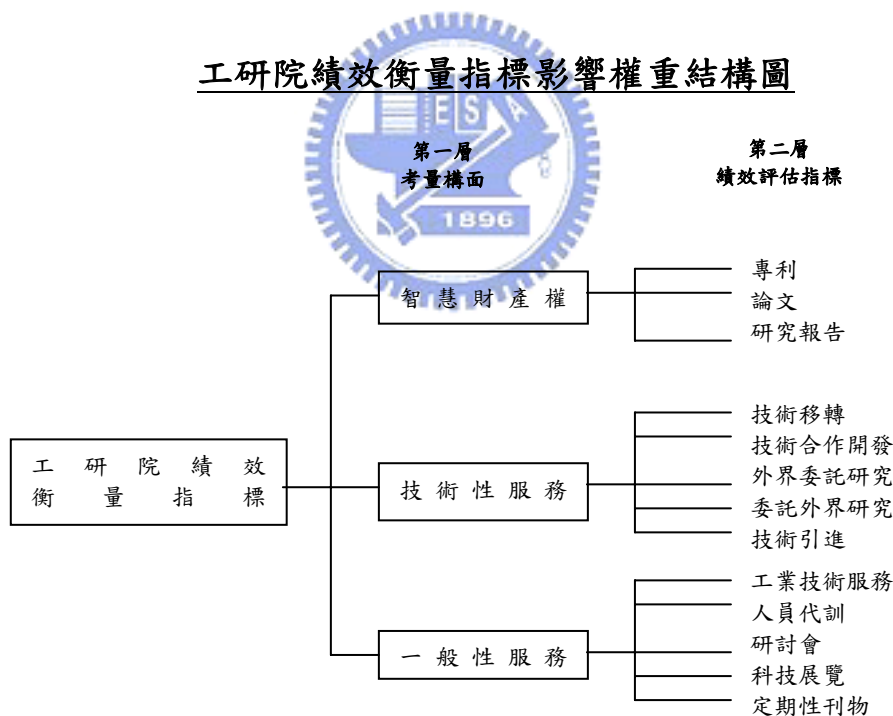 工研院績效衡量指標影響權重結構圖
ES
A
第一層
考量構面
第二層
績效評估指標
1896
智慧財產權
專利
論文
研究報告
工研院績效
衡量指標
技術性服務
技術移轉
技術合作開發
外界委託研究
委託外界研究
技術引進
一般性服務
工業技術服務
人員代訓
研討會
科技展覽
定期性刊物